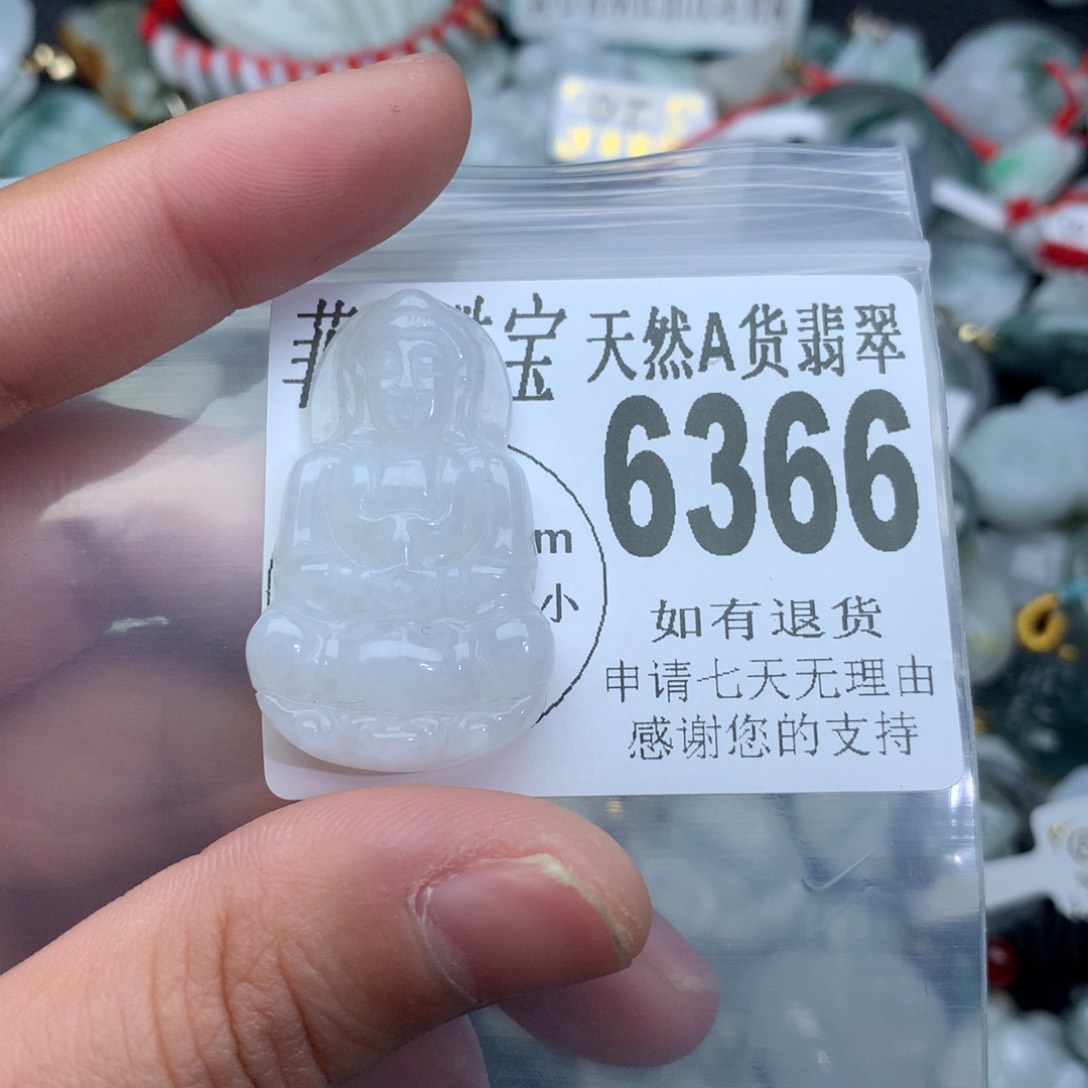 宝 天然A货翡翠
6366
m
小
如有退货
申请七天无理由
感谢您的支持